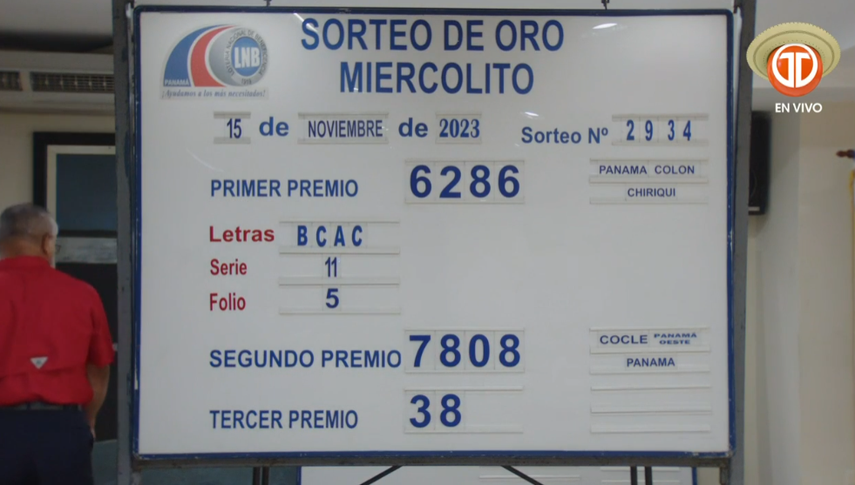 SORTEO DE ORO
MIERCOLITO
LNB
PANAMÁ
¡Ayudamos a los más necesitados!
15 de NOVIEMBRE de 2023
Sorteo Nº 2934
PRIMER PREMIO 6286
PANAMA COLON
CHIRIQUI
Letras BCAC
Serie 11
Folio 5
SEGUNDO PREMIO 7808
COCLE PANAMÁ OESTE
PANAMA
TERCER PREMIO 38
EN VIVO